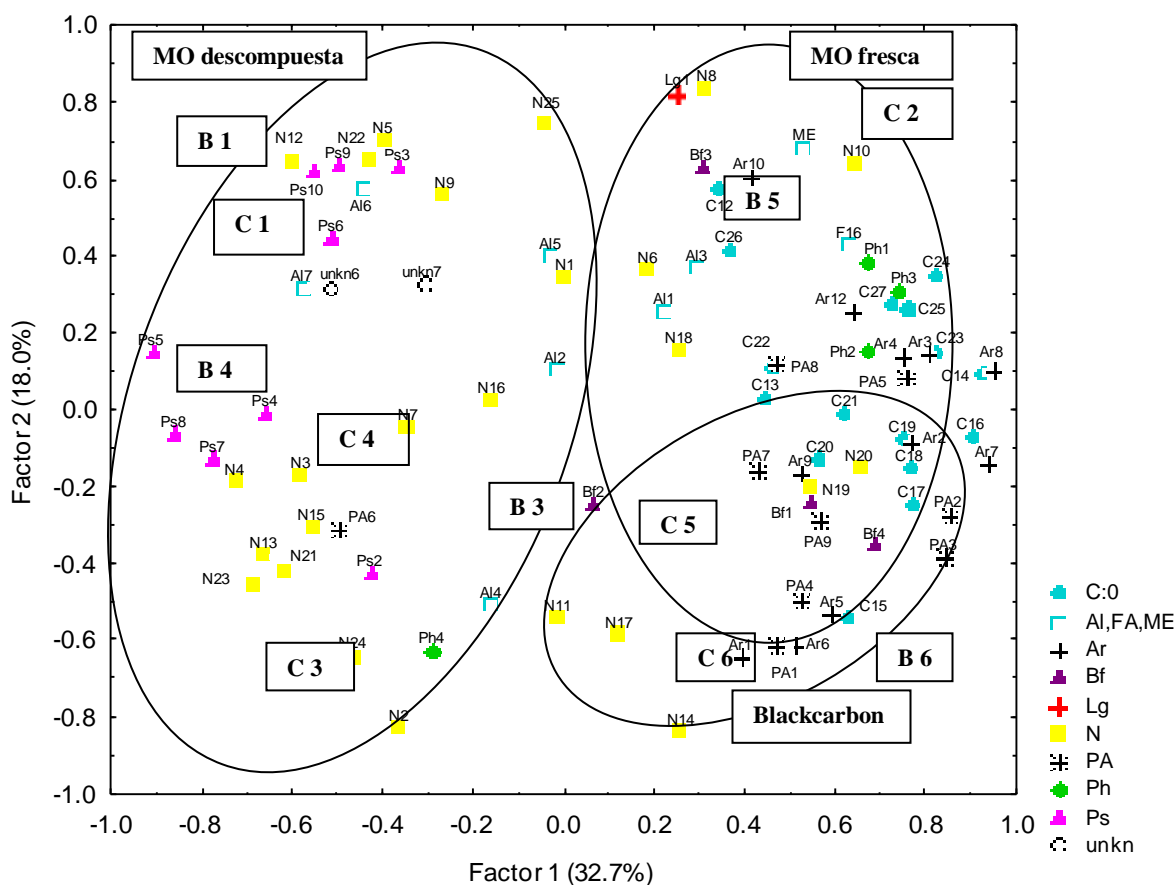 1.0
MO descompuesta
MO fresca
0.8
Lg1
N8
C 2
N25
B 1
N12
Ps9
N22
N5
Ps3
ME
N10
0.6
Ps10
Al6
N9
Bf3
Ar10
B 5
C12
C 1
Ps6
0.4
Al7
unkn6
unkn7
Al5
N1
N6
C26
Al3
F16
Ph1
C24
Ph3
C27
C25
Al1
Ar12
0.2
Ps5
Al2
N18
C22
PA8
Ph2
Ar4
Ar3
C23
Ar8
PA5
C14
B 4
N16
C13
0.0
Ps4
Ps8
Ps7
N7
C 4
C21
C19
Ar2
C16
Ar7
N4
N3
PA7
Ar9
C20
N20
C18
-0.2
B 3
Bf2
N19
C17
PA2
N15
PA6
C 5
Bf1
PA9
Bf4
PA3
N13
N21
-0.4
N23
Ps2
Al4
PA4
Ar5
C15
N11
N17
-0.6
C 3
N24
Ph4
C 6
Ar1
PA1
Ar6
B 6
Blackcarbon
N2
N14
-0.8
-1.0
-1.0 -0.8 -0.6 -0.4 -0.2 0.0 0.2 0.4 0.6 0.8 1.0
Factor 1 (32.7%)
Factor 2 (18.0%)
C:0
Al,FA,ME
Ar
Bf
Lg
N
PA
Ph
Ps
unkn